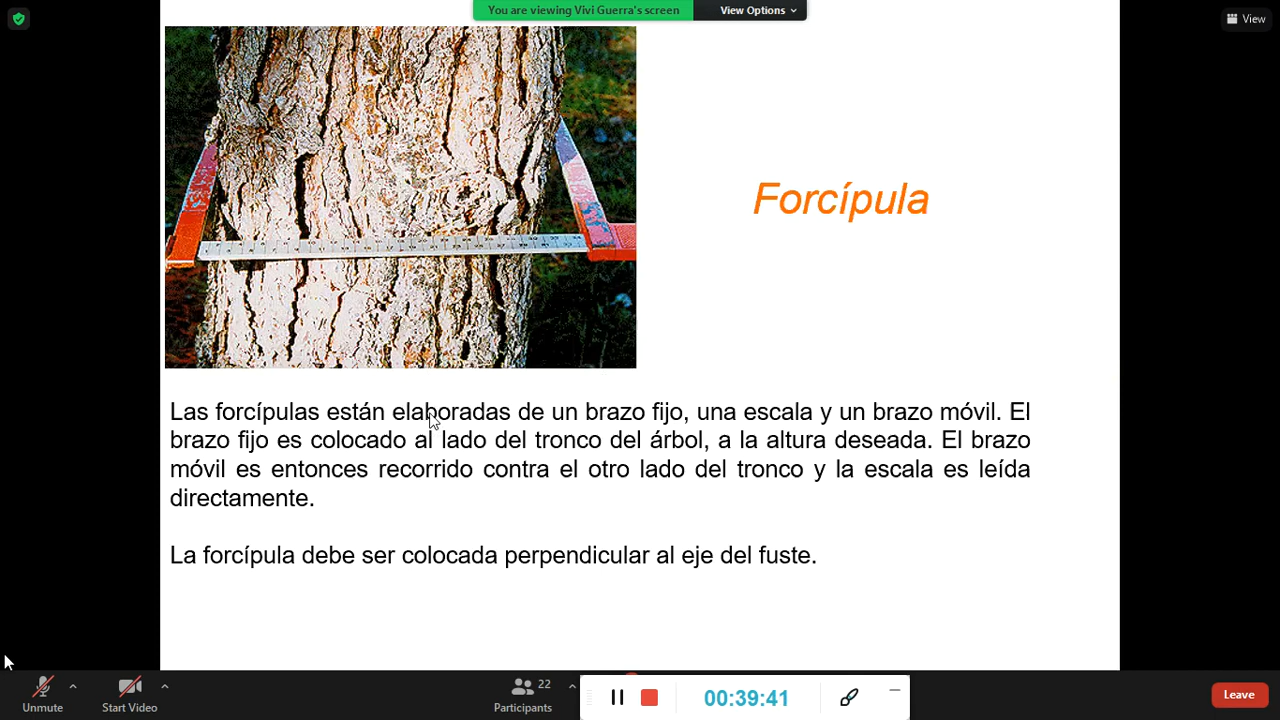 You are viewing Vivi Guerra's screen
View Options
View
Forcípula
Las forcípulas están elaboradas de un brazo fijo, una escala y un brazo móvil. El
brazo fijo es colocado al lado del tronco del árbol, a la altura deseada. El brazo
móvil es entonces recorrido contra el otro lado del tronco y la escala es leída
directamente.
La forcípula debe ser colocada perpendicular al eje del fuste.
Unmute
Start Video
22
Participants
00:39:41
Leave